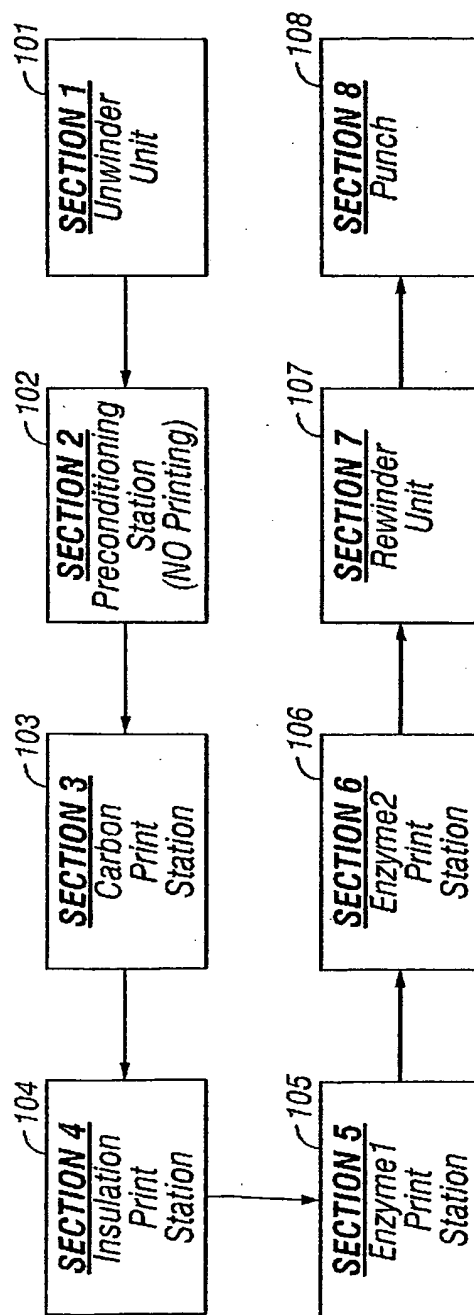 101
SECTION 1
Unwinder
Unit
102
SECTION 2
Preconditioning
Station
(NO Printing)
103
SECTION 3
Carbon
Print
Station
104
SECTION 4
Insulation
Print
Station
105
SECTION 5
Enzyme1
Print
Station
106
SECTION 6
Enzyme2
Print
Station
107
SECTION 7
Rewinder
Unit
108
SECTION 8
Punch